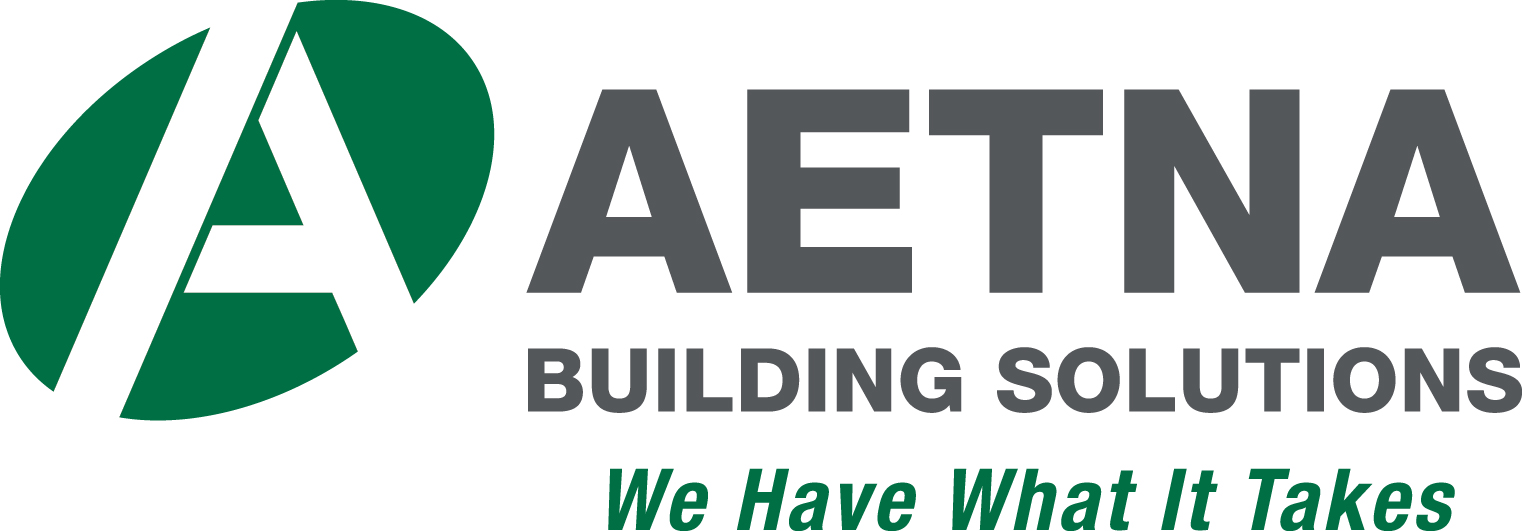 A
AETNA
BUILDING SOLUTIONS
We Have What It Takes